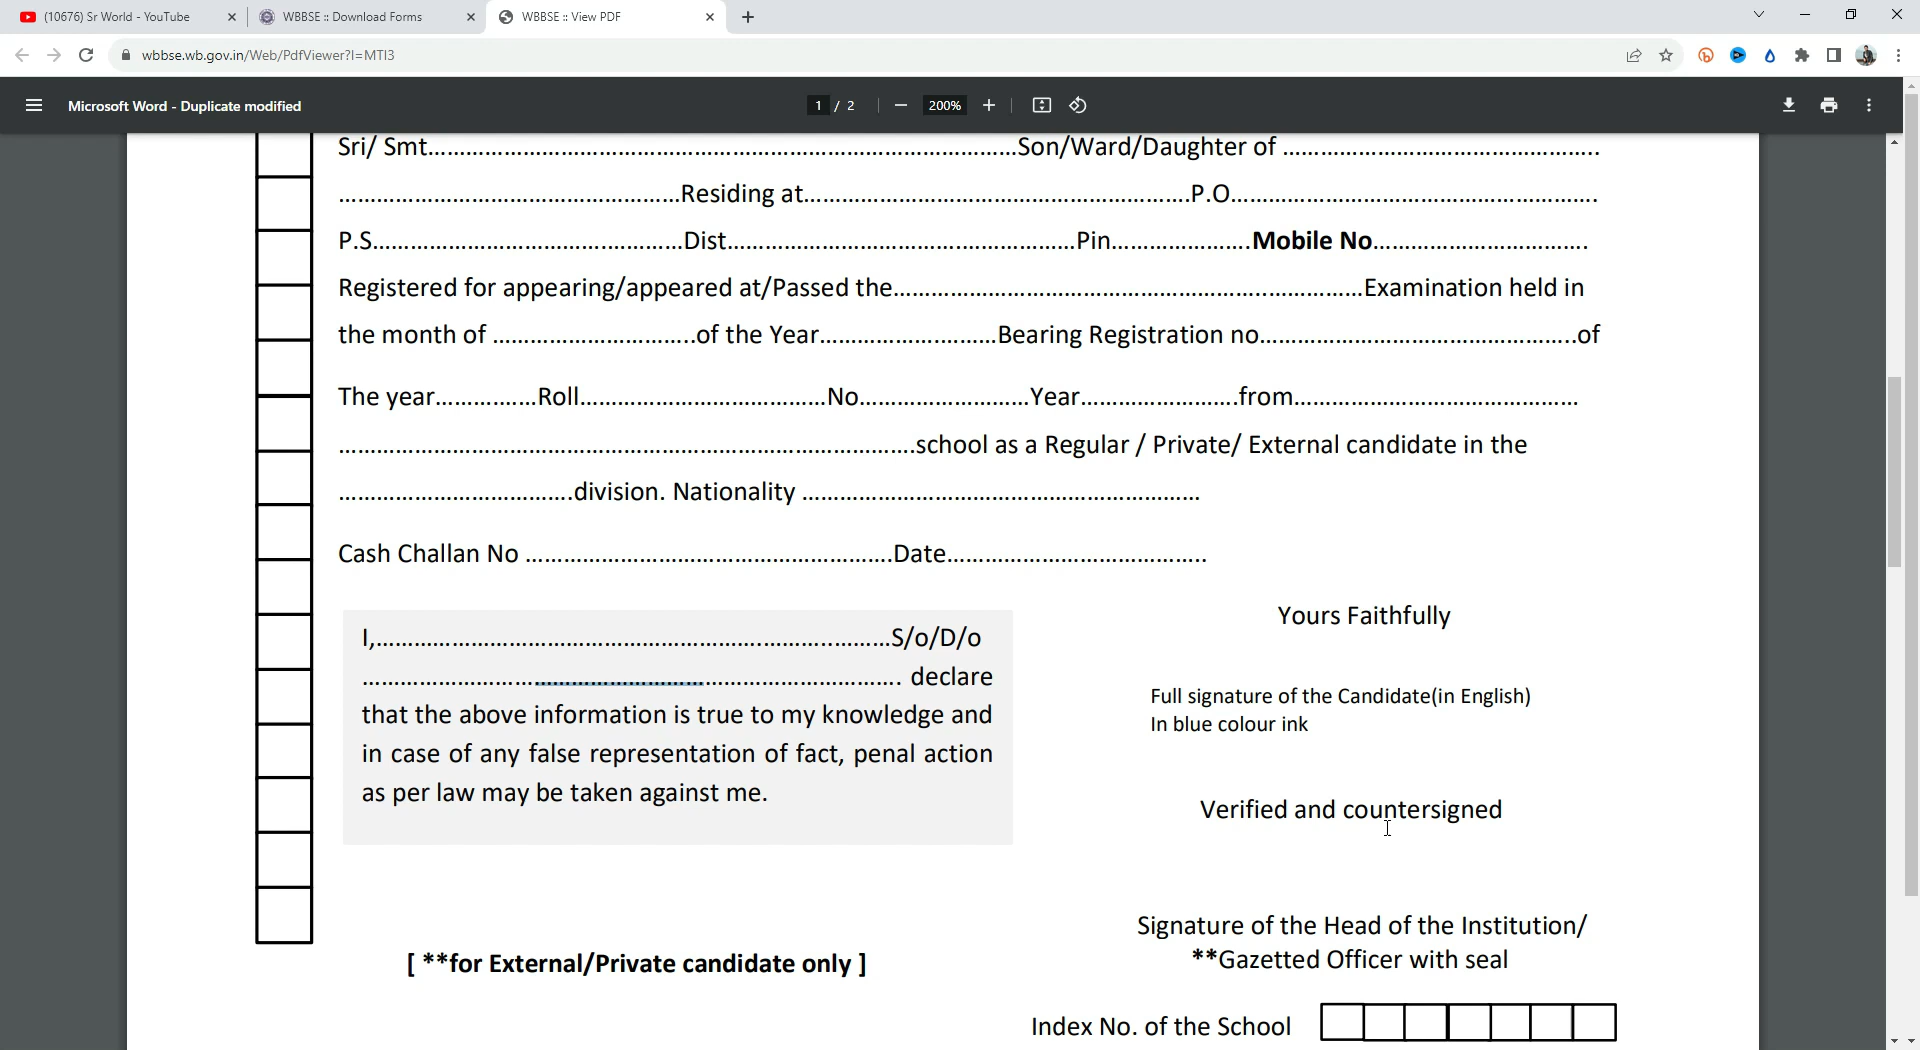 (10676) Sr World - YouTube
WBBSE :: Download Forms
WBBSE :: View PDF
wbbse.wb.gov.in/Web/PdfViewer?I=MTI3
Microsoft Word - Duplicate modified
1 / 2
200%
Sri/ Smt.....................................................................................Son/Ward/Daughter of ..................................................
......................................................Residing at.............................................................P.O..........................................................
P.S.................................................Dist.......................................................Pin......................Mobile No..................................
Registered for appearing/appeared at/Passed the..........................................................................Examination held in
the month of ................................of the Year............................Bearing Registration no..................................................of
The year................Roll.......................................No...........................Year.........................from.............................................
...........................................................................................school as a Regular / Private/ External candidate in the
.....................................division. Nationality ...............................................................
Cash Challan No ..........................................................Date.........................................
I,.................................................................................S/o/D/o
..................................................................................... declare
that the above information is true to my knowledge and
in case of any false representation of fact, penal action
as per law may be taken against me.
Yours Faithfully
Full signature of the Candidate(in English)
In blue colour ink
Verified and countersigned
Signature of the Head of the Institution/
**Gazetted Officer with seal
[ **for External/Private candidate only ]
Index No. of the School